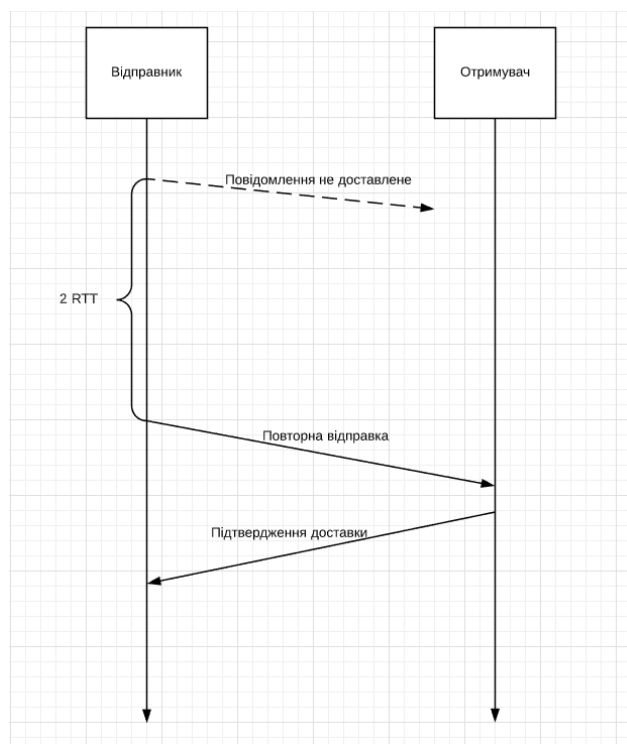 Відправник
Отримувач
Повідомлення не доставлене
2 RTT
Повторна відправка
Підтвердження доставки